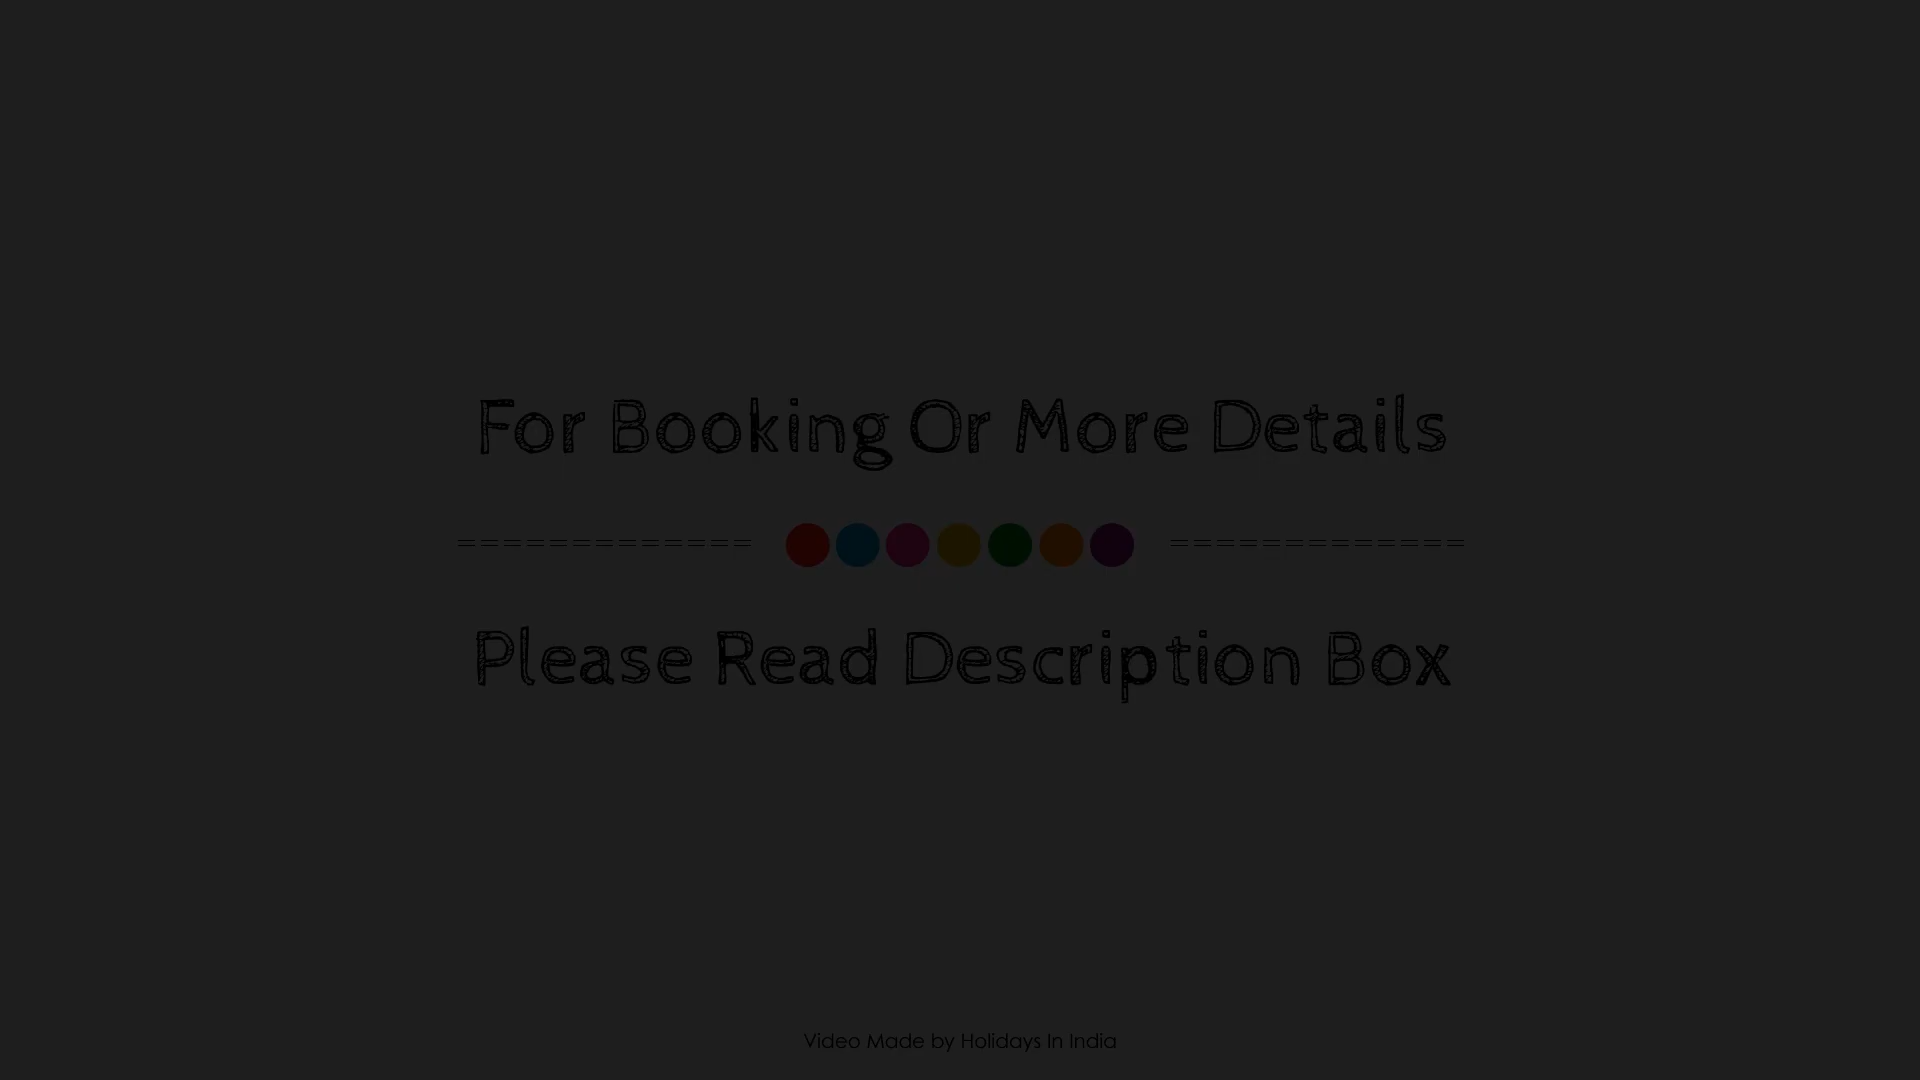 For Booking Or More Details
============= =============
Please Read Description Box
Video Made by Holidays In India